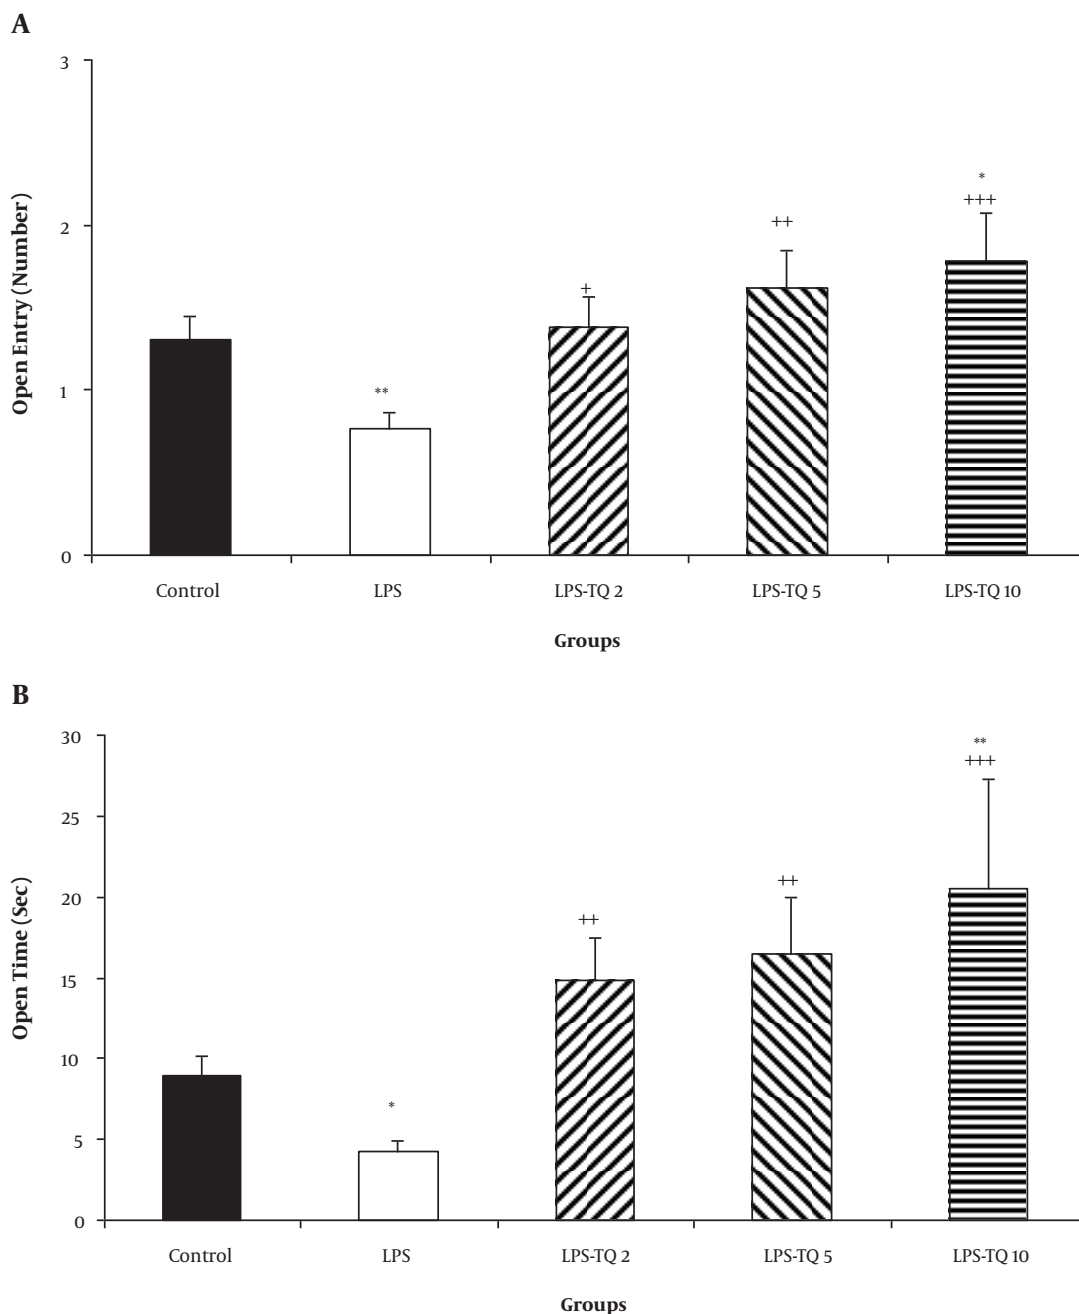 A
3
2
1
0
Open Entry (Number)
**
+
++
*
+++
Control LPS LPS-TQ 2 LPS-TQ 5 LPS-TQ 10
Groups
B
30
25
20
15
10
5
0
Open Time (Sec)
*
++
++
**
+++
Control LPS LPS-TQ 2 LPS-TQ 5 LPS-TQ 10
Groups